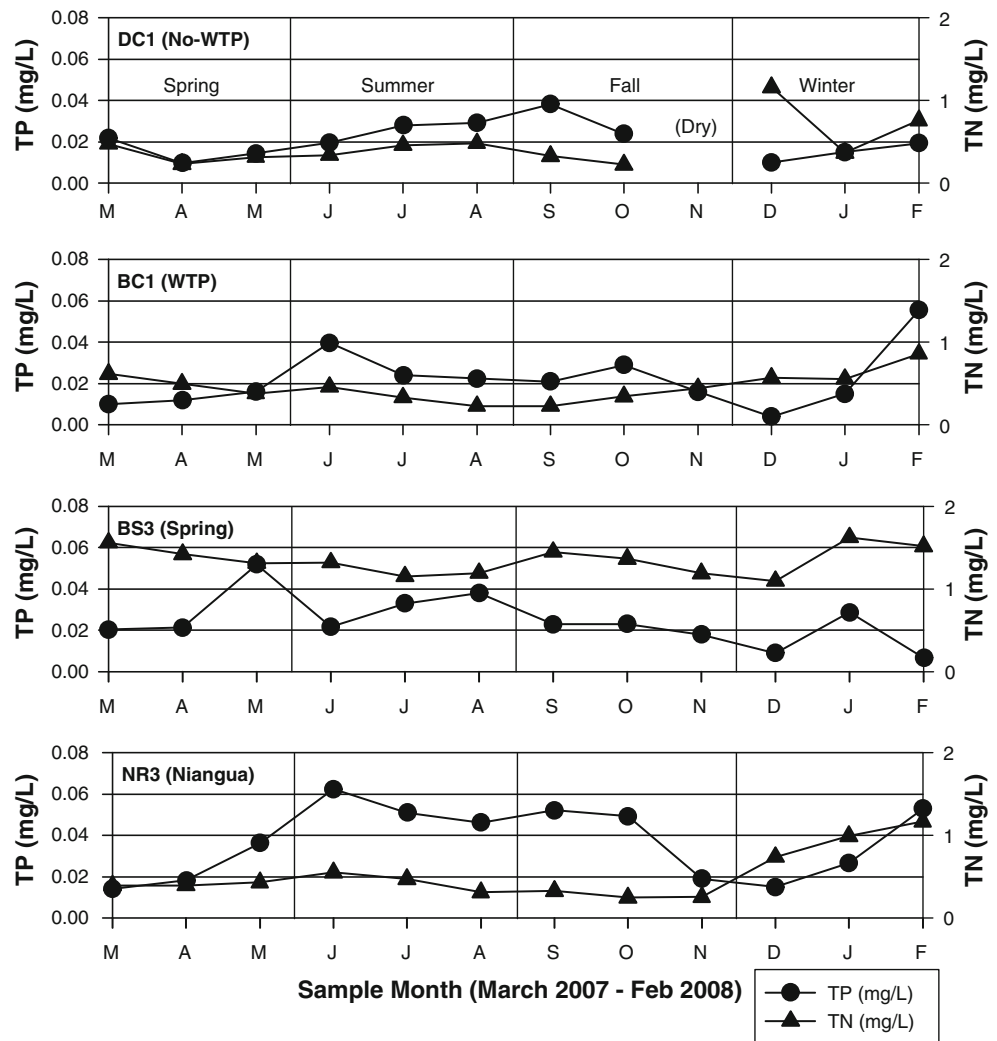 DC1 (No-WTP)
Spring Summer Fall (Dry) Winter
TP (mg/L)
0.08
0.06
0.04
0.02
0.00
TN (mg/L)
2
1
0
M A M J J A S O N D J F
BC1 (WTP)
TP (mg/L)
0.08
0.06
0.04
0.02
0.00
TN (mg/L)
2
1
0
M A M J J A S O N D J F
BS3 (Spring)
TP (mg/L)
0.08
0.06
0.04
0.02
0.00
TN (mg/L)
2
1
0
M A M J J A S O N D J F
NR3 (Niangua)
TP (mg/L)
0.08
0.06
0.04
0.02
0.00
TN (mg/L)
2
1
0
M A M J J A S O N D J F
Sample Month (March 2007 - Feb 2008)
TP (mg/L)
TN (mg/L)